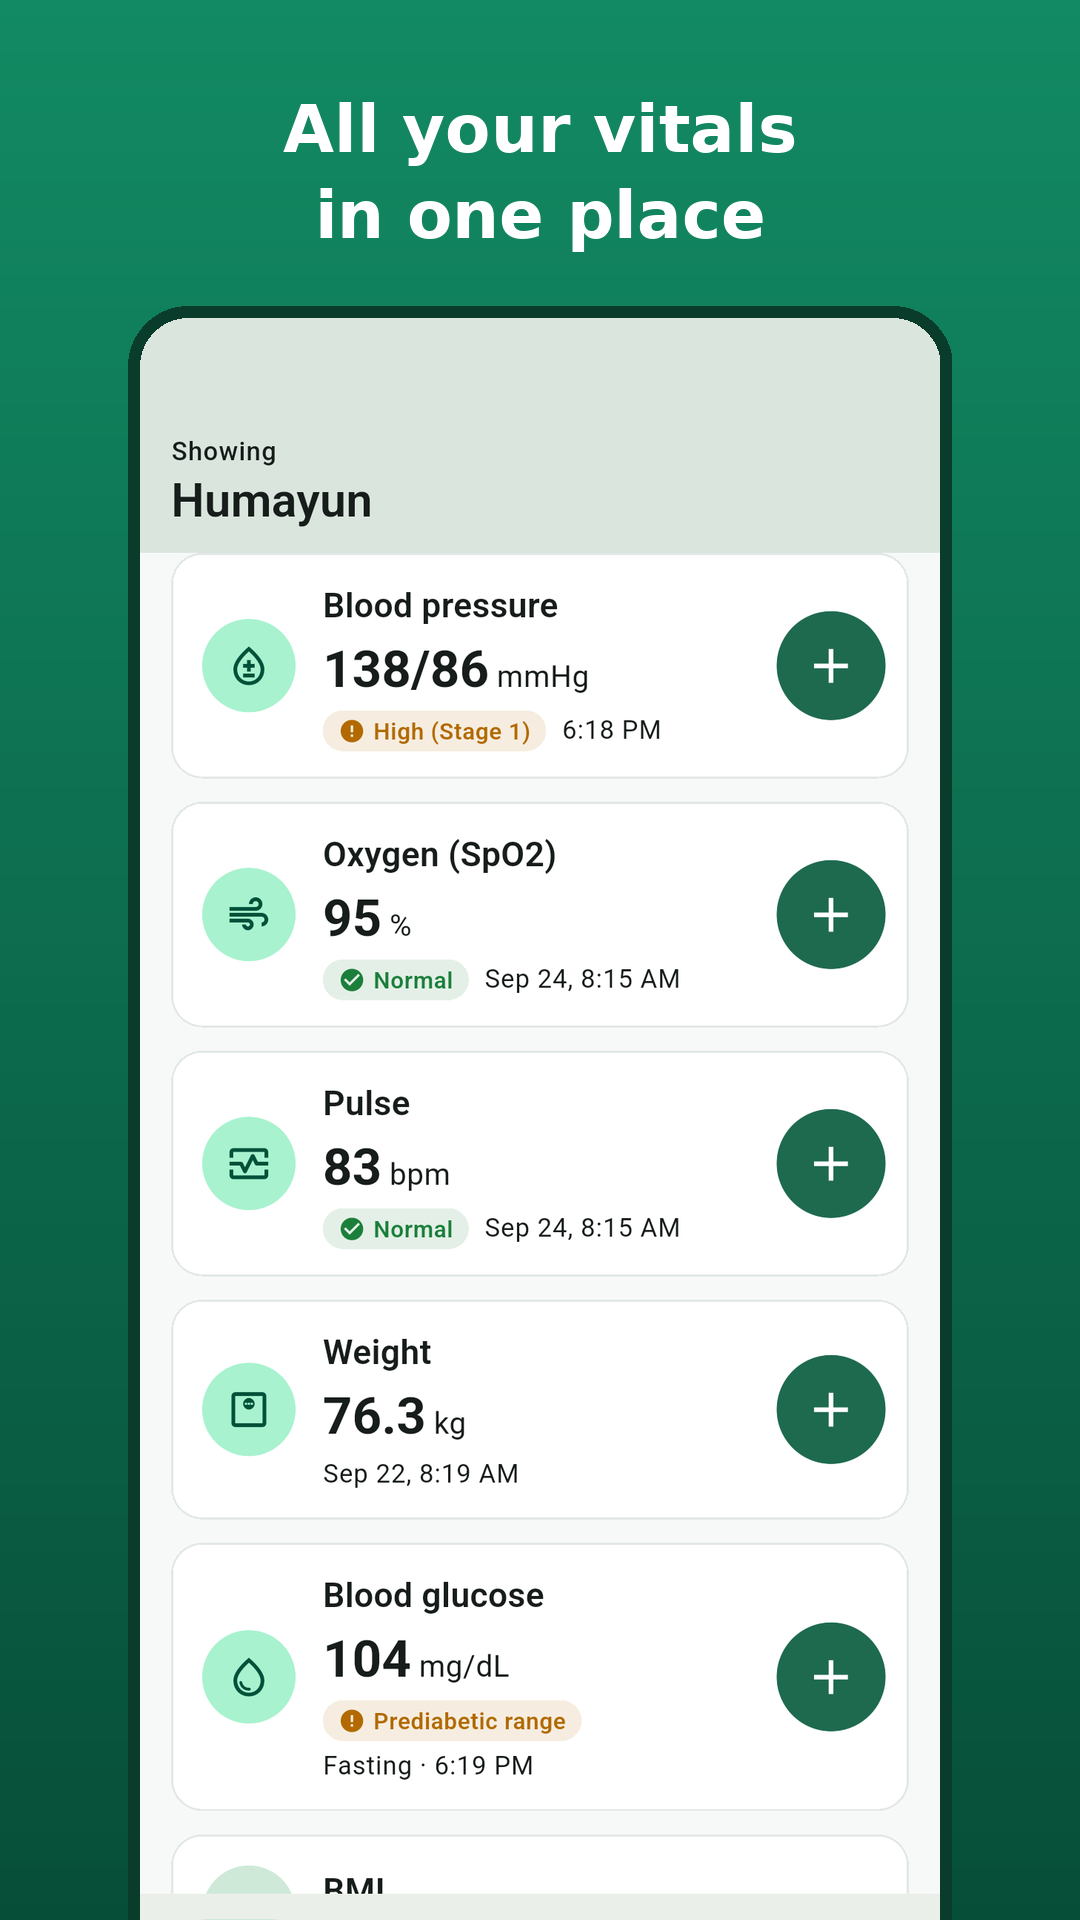 All your vitals
in one place
Showing
Humayun
Blood pressure
138/86 mmHg
High (Stage 1) 6:18 PM
Oxygen (SpO2)
95 %
Normal Sep 24, 8:15 AM
Pulse
83 bpm
Normal Sep 24, 8:15 AM
Weight
76.3 kg
Sep 22, 8:19 AM
Blood glucose
104 mg/dL
Prediabetic range
Fasting · 6:19 PM
BMI